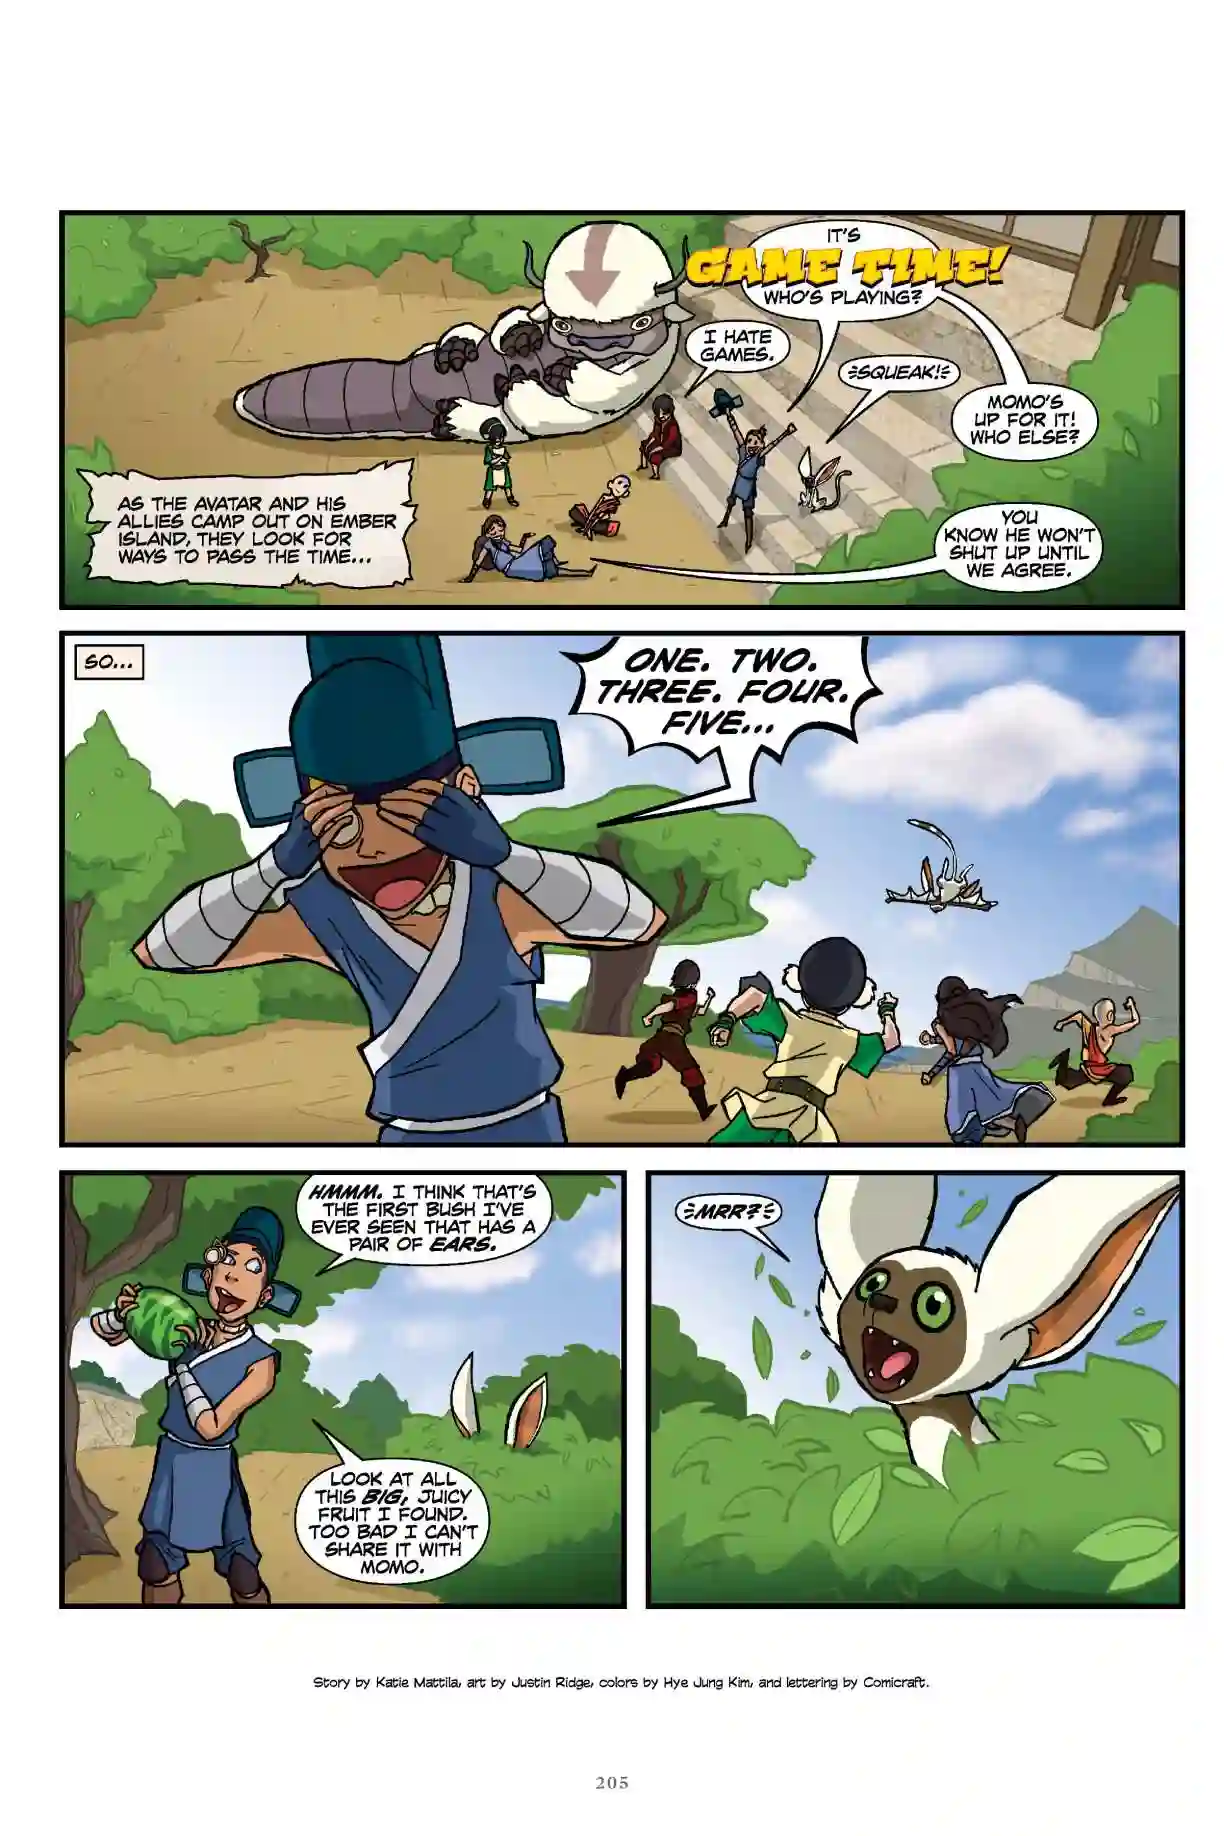 IT'S
GAME TIME!
WHO'S PLAYING?
I HATE
GAMES.
SQUEAK!
MOMO'S
UP FOR IT!
WHO ELSE?
AS THE AVATAR AND HIS
ALLIES CAMP OUT ON EMBER
ISLAND, THEY LOOK FOR
WAYS TO PASS THE TIME...
YOU
KNOW HE WON'T
SHUT UP UNTIL
WE AGREE.
SO...
ONE. TWO.
THREE. FOUR.
FIVE...
HMMM. I THINK THAT'S
THE FIRST BUSH I'VE
EVER SEEN THAT HAS A
PAIR OF EARS.
LOOK AT ALL
THIS BIG, JUICY
FRUIT I FOUND.
TOO BAD I CAN'T
SHARE IT WITH
MOMO.
MRR?
Story by Katie Mattila, art by Justin Ridge, colors by Hye Jung Kim, and lettering by Comicraft.
205